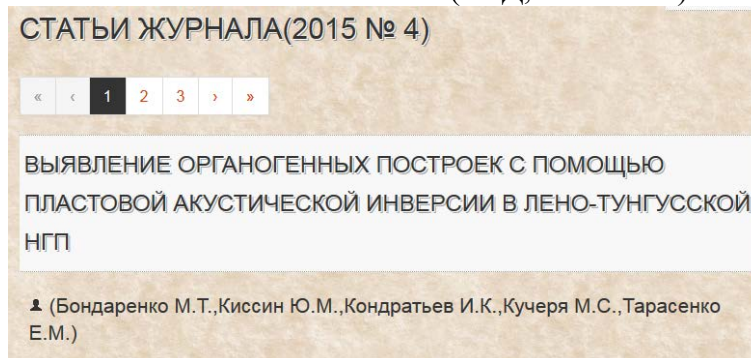 СТАТЬИ ЖУРНАЛА(2015 № 4)
« ‹ 1 2 3 › »
ВЫЯВЛЕНИЕ ОРГАНОГЕННЫХ ПОСТРОЕК С ПОМОЩЬЮ
ПЛАСТОВОЙ АКУСТИЧЕСКОЙ ИНВЕРСИИ В ЛЕНО-ТУНГУССКОЙ
НГП
(Бондаренко М.Т.,Киссин Ю.М.,Кондратьев И.К.,Кучеря М.С.,Тарасенко
Е.М.)